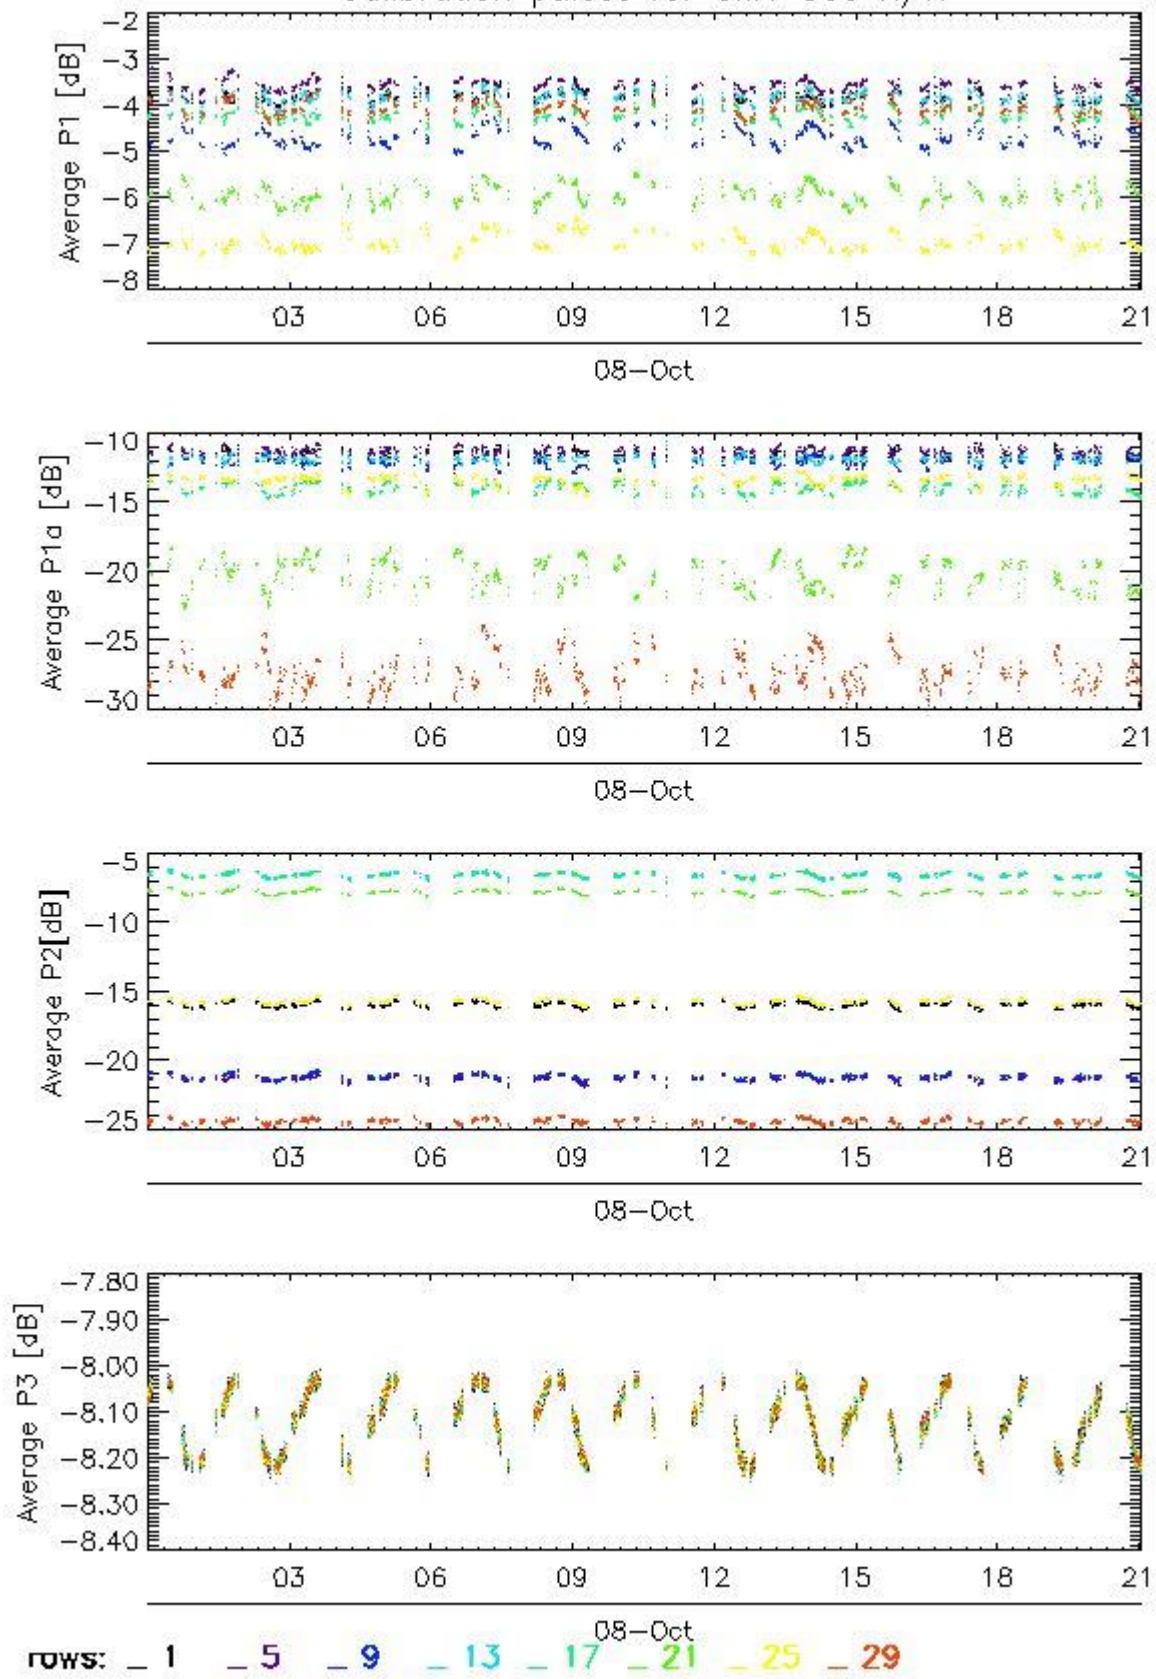 -2
-3
-4
-5
-6
-7
-8
Average P1 [dB]
03 06 09 12 15 18 21
08-Oct
-10
-15
-20
-25
-30
Average P1a [dB]
03 06 09 12 15 18 21
08-Oct
-5
-10
-15
-20
-25
Average P2[dB]
03 06 09 12 15 18 21
08-Oct
-7.80
-7.90
-8.00
-8.10
-8.20
-8.30
-8.40
Average P3 [dB]
03 06 09 12 15 18 21
08-Oct
rows: _ 1 _ 5 _ 9 _ 13 _ 17 _ 21 _ 25 _ 29